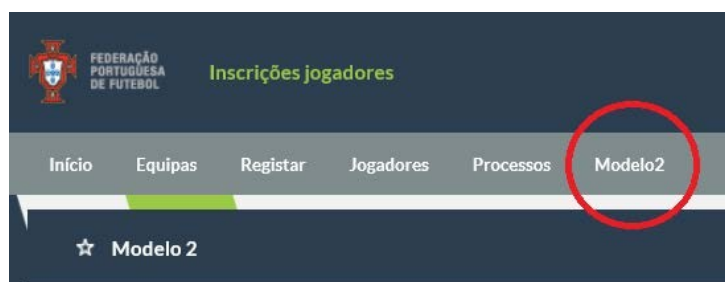 FEDERAÇÃO
PORTUGUESA
DE FUTEBOL
Inscrições jogadores
Início Equipas Registar Jogadores Processos Modelo2
Modelo 2